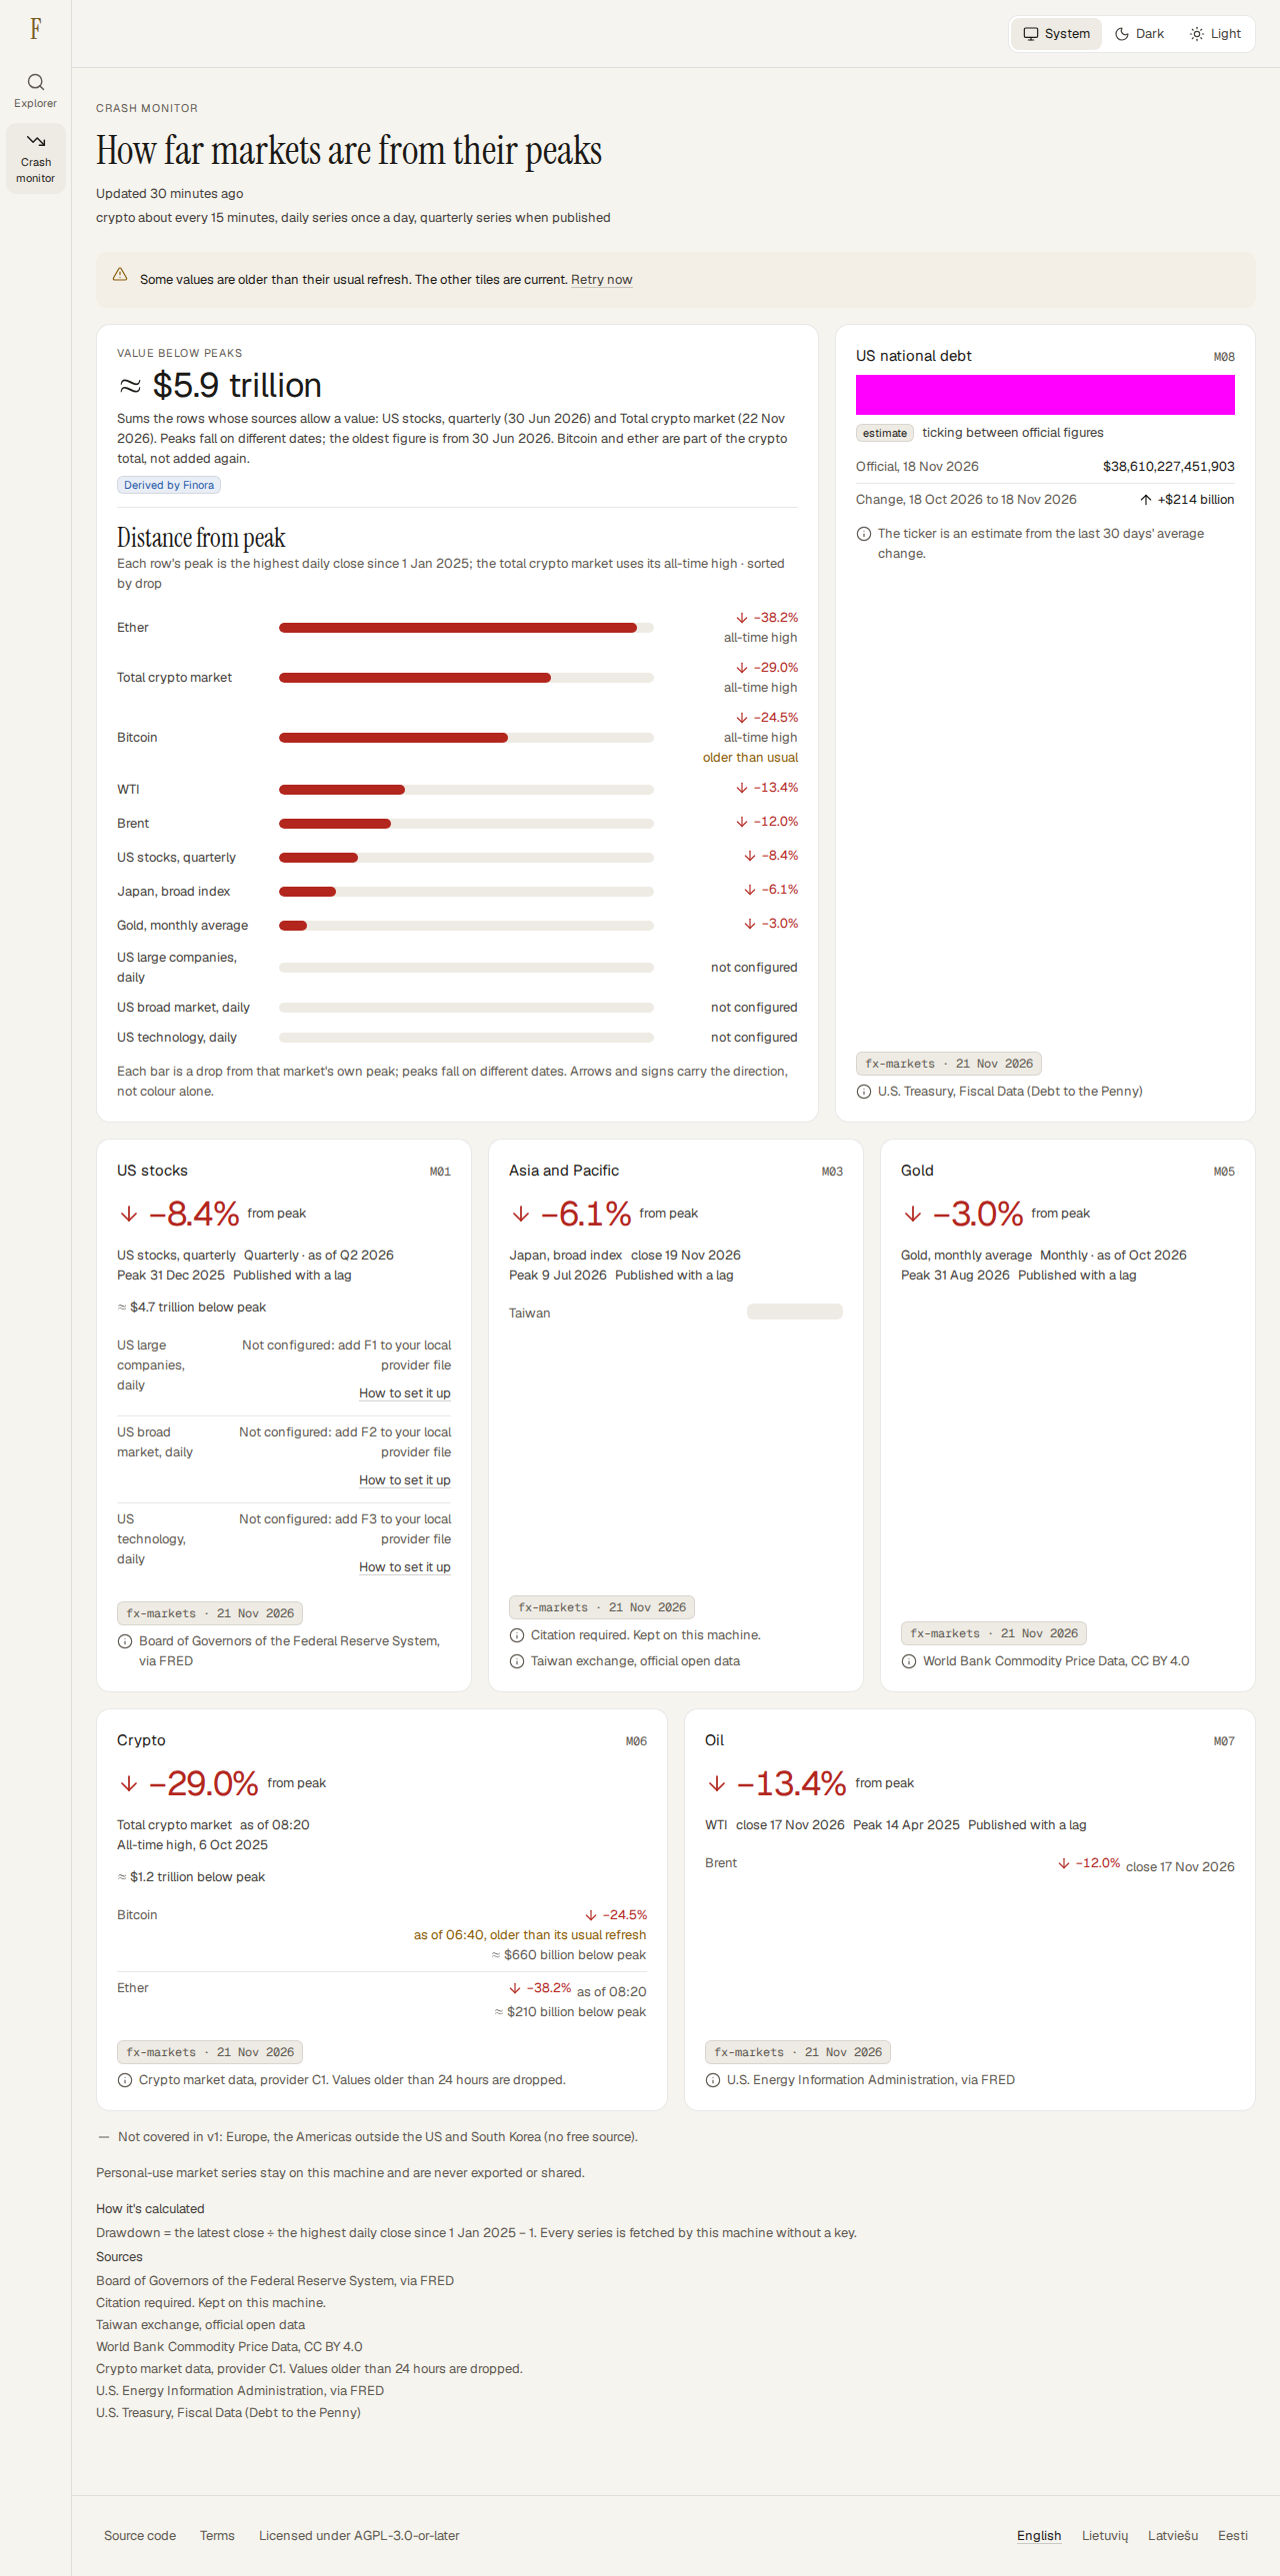 F
System
Dark
Light
Explorer
Crash
monitor
CRASH MONITOR
How far markets are from their peaks
Updated 30 minutes ago
crypto about every 15 minutes, daily series once a day, quarterly series when published
Some values are older than their usual refresh. The other tiles are current. Retry now
VALUE BELOW PEAKS
≈ $5.9 trillion
Sums the rows whose sources allow a value: US stocks, quarterly (30 Jun 2026) and Total crypto market (22 Nov
2026). Peaks fall on different dates; the oldest figure is from 30 Jun 2026. Bitcoin and ether are part of the crypto
total, not added again.
Derived by Finora
Distance from peak
Each row's peak is the highest daily close since 1 Jan 2025; the total crypto market uses its all-time high · sorted
by drop
Ether
↓ −38.2%
all-time high
Total crypto market
↓ −29.0%
all-time high
Bitcoin
↓ −24.5%
all-time high
older than usual
WTI
↓ −13.4%
Brent
↓ −12.0%
US stocks, quarterly
↓ −8.4%
Japan, broad index
↓ −6.1%
Gold, monthly average
↓ −3.0%
US large companies,
daily
not configured
US broad market, daily
not configured
US technology, daily
not configured
Each bar is a drop from that market's own peak; peaks fall on different dates. Arrows and signs carry the direction,
not colour alone.
US national debt
M08
estimate ticking between official figures
Official, 18 Nov 2026
$38,610,227,451,903
Change, 18 Oct 2026 to 18 Nov 2026
↑ +$214 billion
The ticker is an estimate from the last 30 days' average
change.
fx-markets · 21 Nov 2026
U.S. Treasury, Fiscal Data (Debt to the Penny)
US stocks
M01
↓ −8.4% from peak
US stocks, quarterly Quarterly · as of Q2 2026
Peak 31 Dec 2025 Published with a lag
≈ $4.7 trillion below peak
US large
companies,
daily
Not configured: add F1 to your local
provider file
How to set it up
US broad
market, daily
Not configured: add F2 to your local
provider file
How to set it up
US
technology,
daily
Not configured: add F3 to your local
provider file
How to set it up
fx-markets · 21 Nov 2026
Board of Governors of the Federal Reserve System,
via FRED
Asia and Pacific
M03
↓ −6.1% from peak
Japan, broad index close 19 Nov 2026
Peak 9 Jul 2026 Published with a lag
Taiwan
fx-markets · 21 Nov 2026
Citation required. Kept on this machine.
Taiwan exchange, official open data
Gold
M05
↓ −3.0% from peak
Gold, monthly average Monthly · as of Oct 2026
Peak 31 Aug 2026 Published with a lag
fx-markets · 21 Nov 2026
World Bank Commodity Price Data, CC BY 4.0
Crypto
M06
↓ −29.0% from peak
Total crypto market as of 08:20
All-time high, 6 Oct 2025
≈ $1.2 trillion below peak
Bitcoin
↓ −24.5%
as of 06:40, older than its usual refresh
≈ $660 billion below peak
Ether
↓ −38.2% as of 08:20
≈ $210 billion below peak
fx-markets · 21 Nov 2026
Crypto market data, provider C1. Values older than 24 hours are dropped.
Oil
M07
↓ −13.4% from peak
WTI close 17 Nov 2026 Peak 14 Apr 2025 Published with a lag
Brent
↓ −12.0% close 17 Nov 2026
fx-markets · 21 Nov 2026
U.S. Energy Information Administration, via FRED
— Not covered in v1: Europe, the Americas outside the US and South Korea (no free source).
Personal-use market series stay on this machine and are never exported or shared.
How it's calculated
Drawdown = the latest close ÷ the highest daily close since 1 Jan 2025 − 1. Every series is fetched by this machine without a key.
Sources
Board of Governors of the Federal Reserve System, via FRED
Citation required. Kept on this machine.
Taiwan exchange, official open data
World Bank Commodity Price Data, CC BY 4.0
Crypto market data, provider C1. Values older than 24 hours are dropped.
U.S. Energy Information Administration, via FRED
U.S. Treasury, Fiscal Data (Debt to the Penny)
Source code
Terms
Licensed under AGPL-3.0-or-later
English
Lietuvių
Latviešu
Eesti